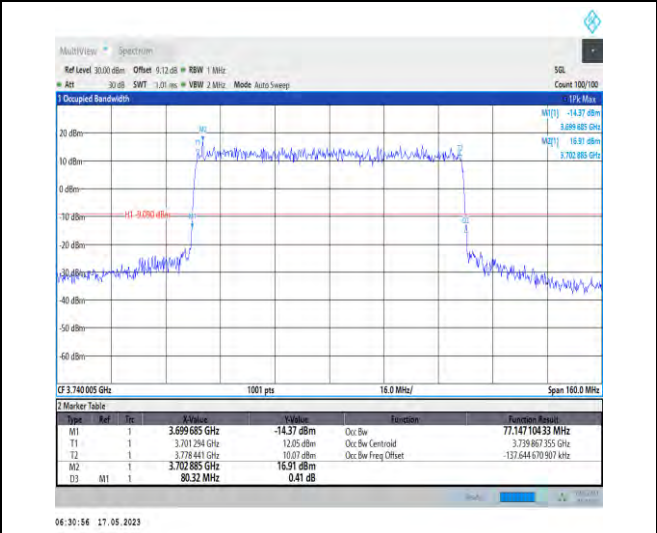 MultiView Spectrum
Ref Level 30.00 dBm Offset 9.12 dB RBW 1 MHz SGL
Att 30 dB SWT 1.01 ms VBW 2 MHz Mode Auto Sweep Count 100/100
1 Occupied Bandwidth 1Pk Max
M1[1] -14.37 dBm
3.699 685 GHz
M2[1] 16.91 dBm
3.702 885 GHz
20 dBm
M2
10 dBm
0 dBm
-10 dBm
H1 -9.090 dBm
-20 dBm
-30 dBm
-40 dBm
-50 dBm
-60 dBm
CF 3.740 005 GHz 1001 pts 16.0 MHz/ Span 160.0 MHz
2 Marker Table
Type Ref Trc X-Value Y-Value Function Function Result
M1 1 3.699 685 GHz -14.37 dBm Occ Bw 77.147 104 33 MHz
T1 1 3.701 294 GHz 12.05 dBm Occ Bw Centroid 3.739 867 355 GHz
T2 1 3.778 441 GHz 10.07 dBm Occ Bw Freq Offset -137.644 670 907 kHz
M2 1 3.702 885 GHz 16.91 dBm
D3 M1 1 80.32 MHz 0.41 dB
06:30:56 17.05.2023